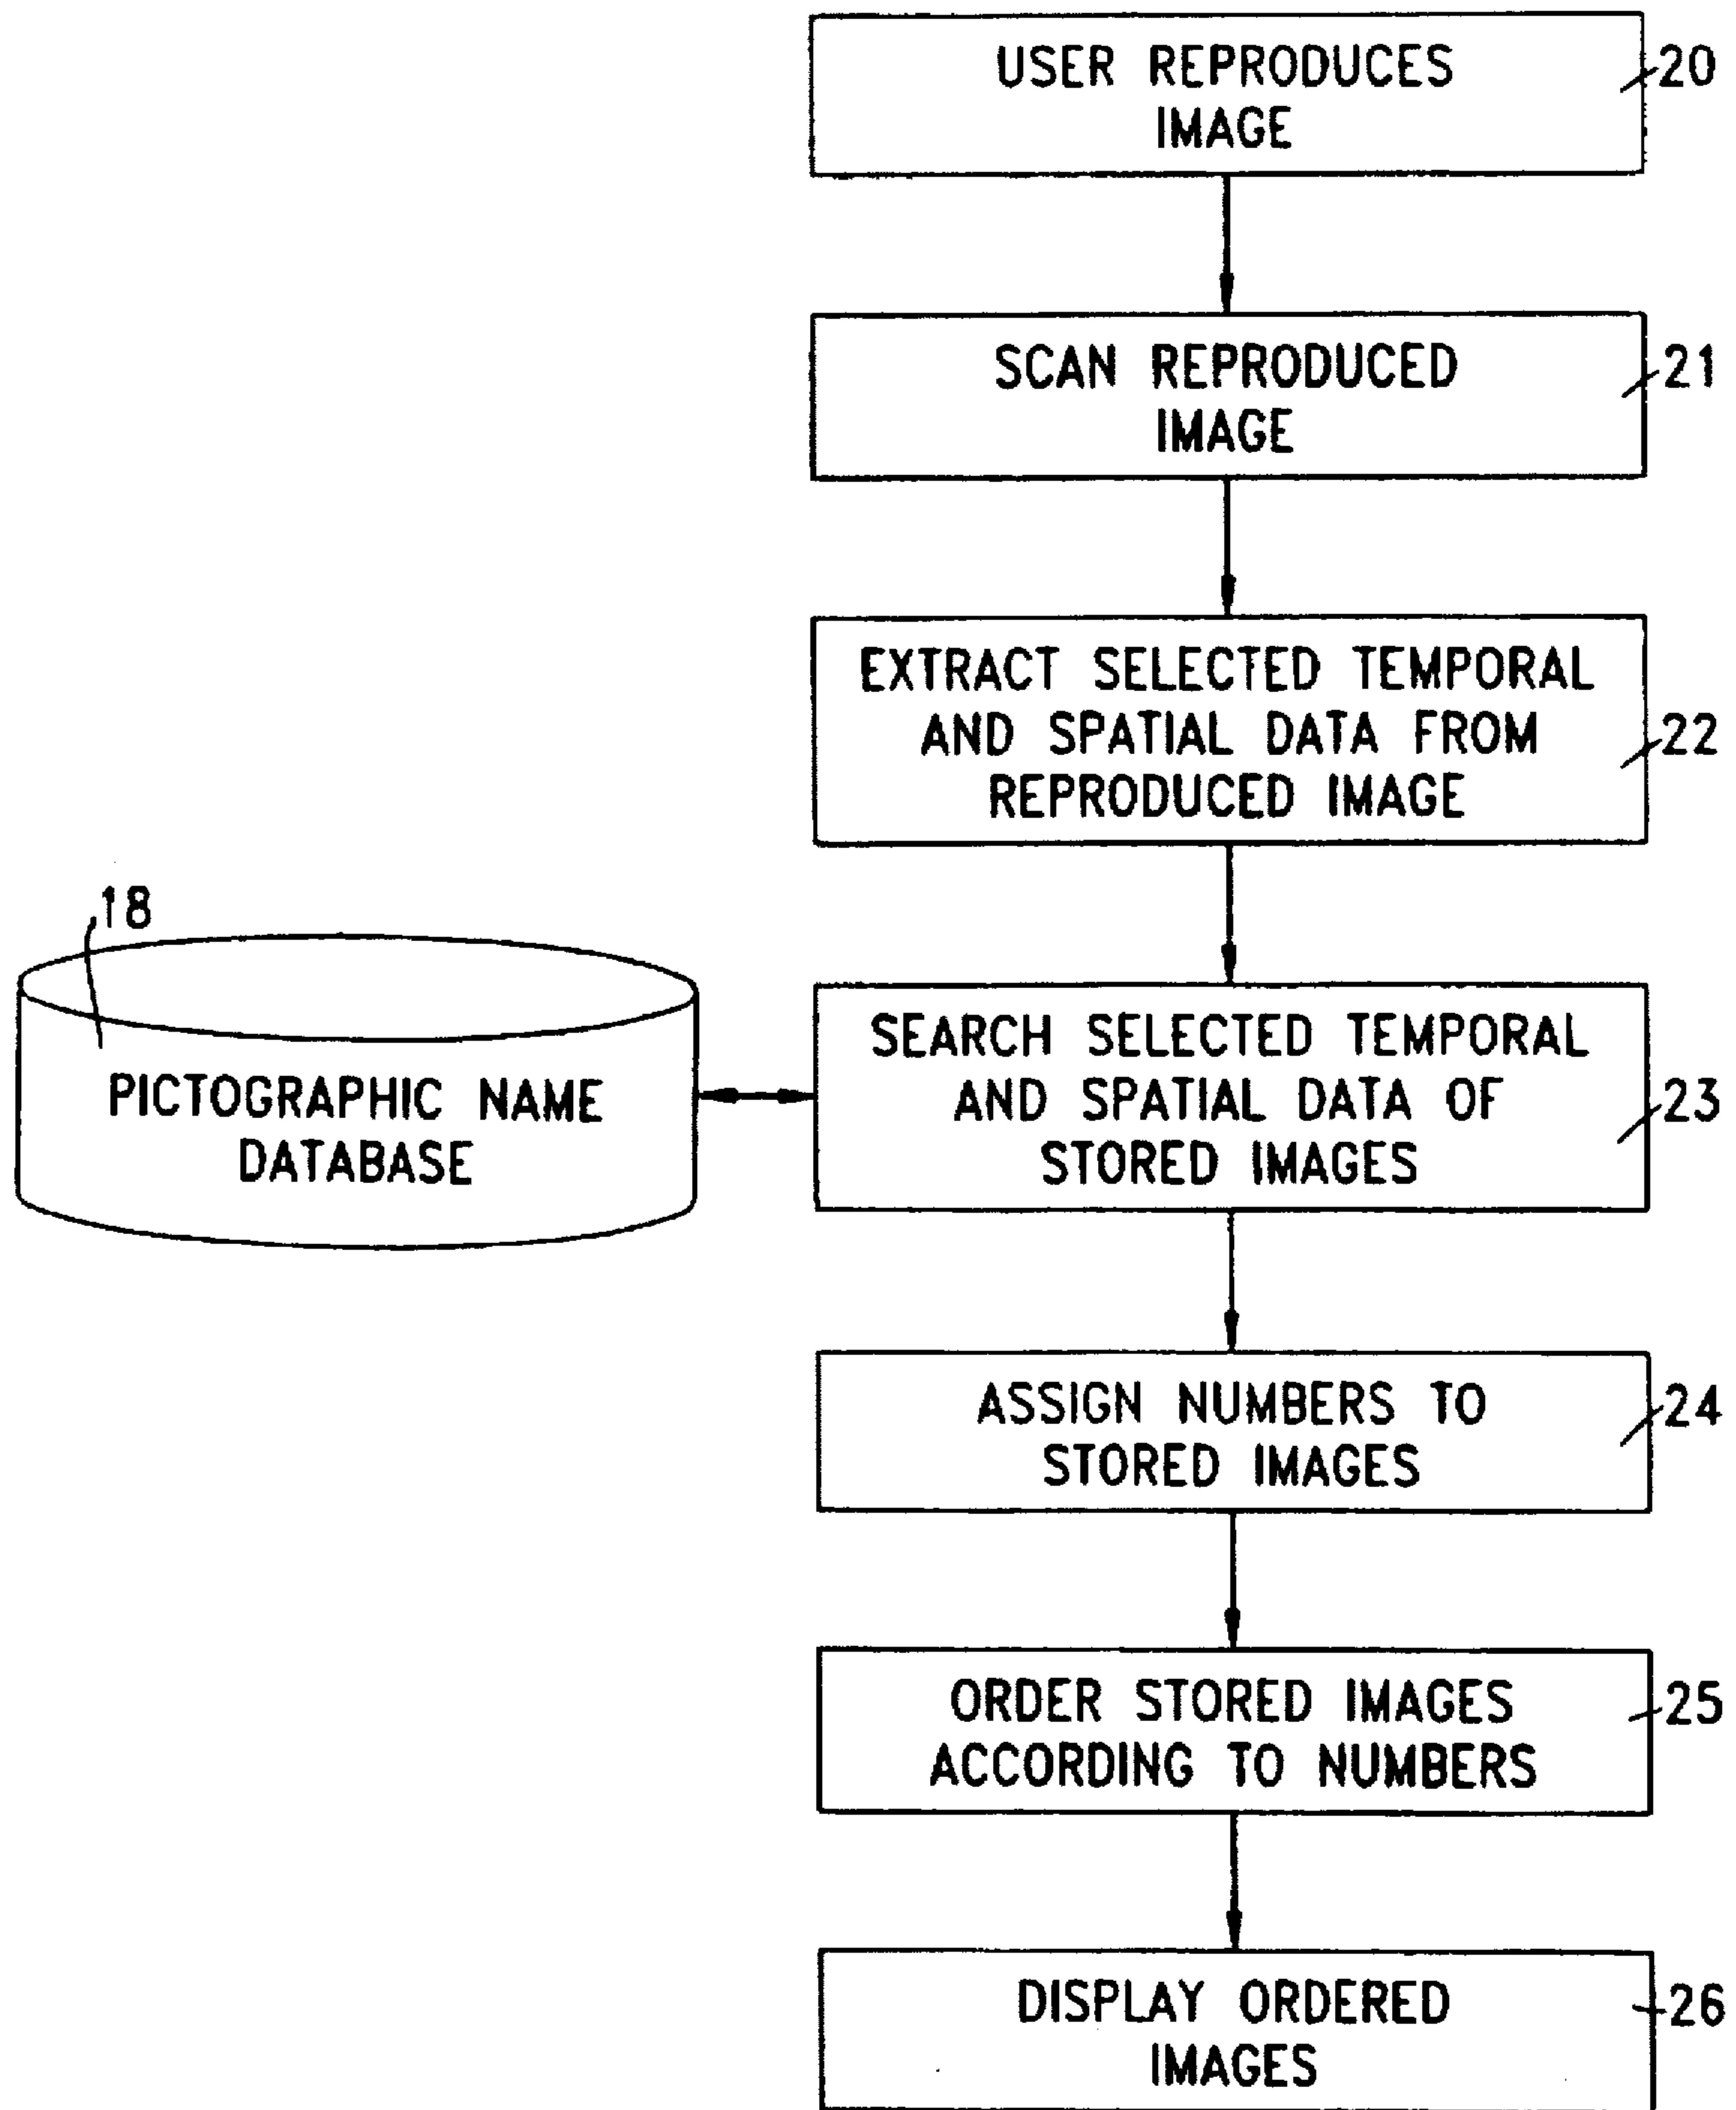 USER REPRODUCES
IMAGE
20
SCAN REPRODUCED
IMAGE
21
EXTRACT SELECTED TEMPORAL
AND SPATIAL DATA FROM
REPRODUCED IMAGE
22
18
PICTOGRAPHIC NAME
DATABASE
SEARCH SELECTED TEMPORAL
AND SPATIAL DATA OF
STORED IMAGES
23
ASSIGN NUMBERS TO
STORED IMAGES
24
ORDER STORED IMAGES
ACCORDING TO NUMBERS
25
DISPLAY ORDERED
IMAGES
26